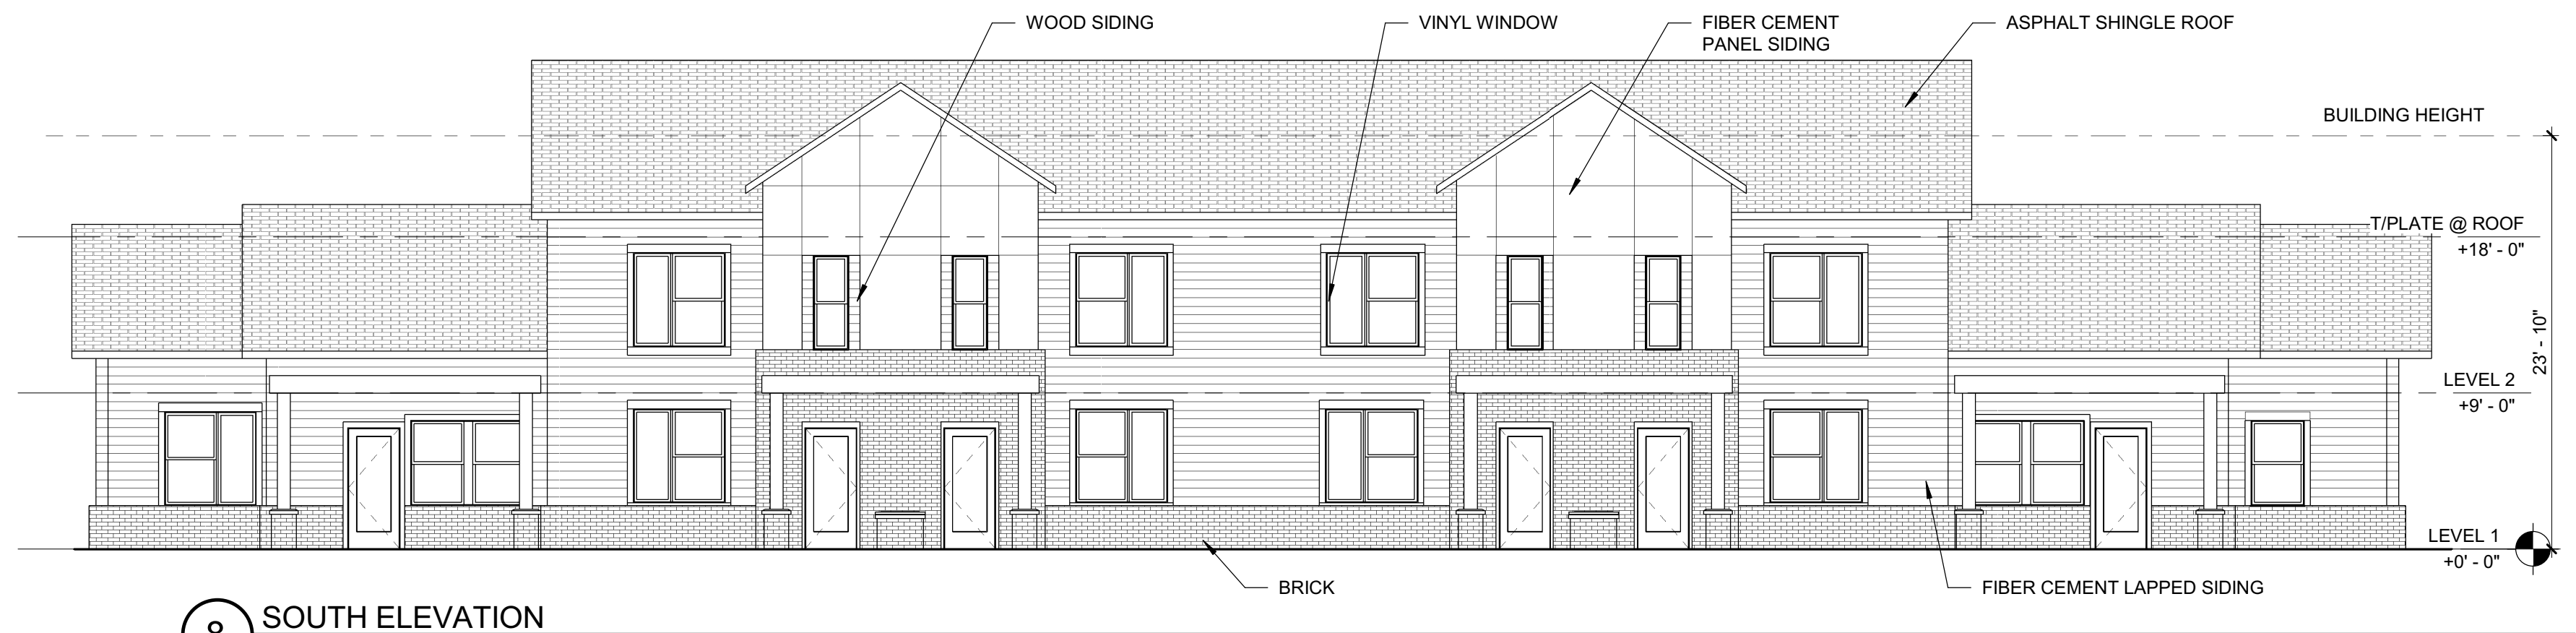 WOOD SIDING
VINYL WINDOW
FIBER CEMENT
PANEL SIDING
ASPHALT SHINGLE ROOF
BUILDING HEIGHT
T/PLATE @ ROOF
+18' - 0"
23' - 10"
LEVEL 2
+9' - 0"
LEVEL 1
+0' - 0"
BRICK
FIBER CEMENT LAPPED SIDING
8
SOUTH ELEVATION